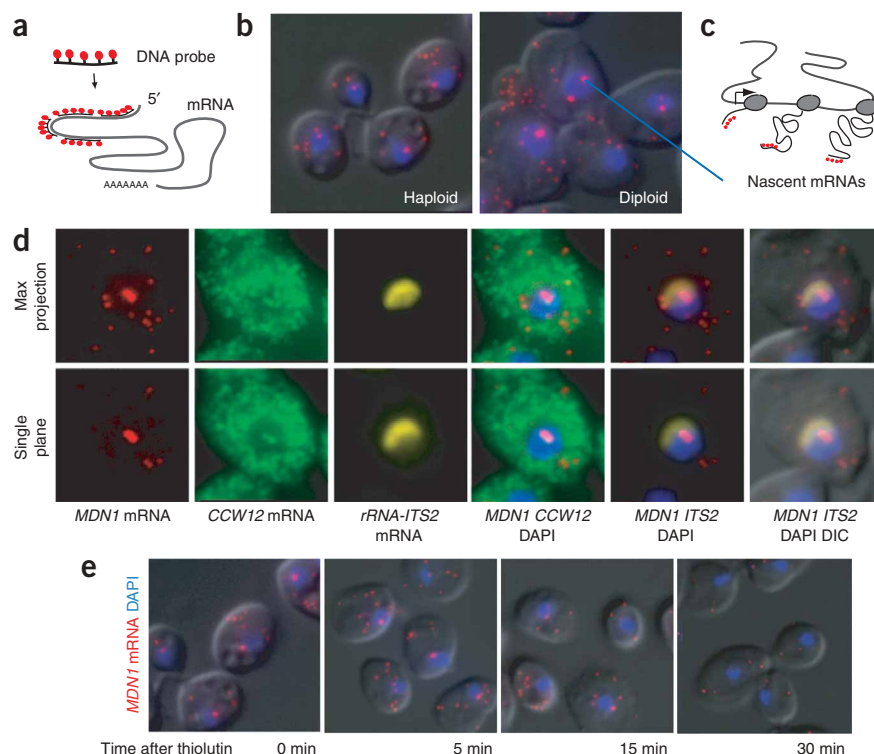 a
DNA probe
5′
mRNA
AAAAAAA
b
Haploid
Diploid
c
Nascent mRNAs
d
Max
projection
Single
plane
MDN1 mRNA
CCW12 mRNA
rRNA-ITS2
mRNA
MDN1 CCW12
DAPI
MDN1 ITS2
DAPI
MDN1 ITS2
DAPI DIC
e
MDN1 mRNA DAPI
Time after thiolutin
0 min
5 min
15 min
30 min